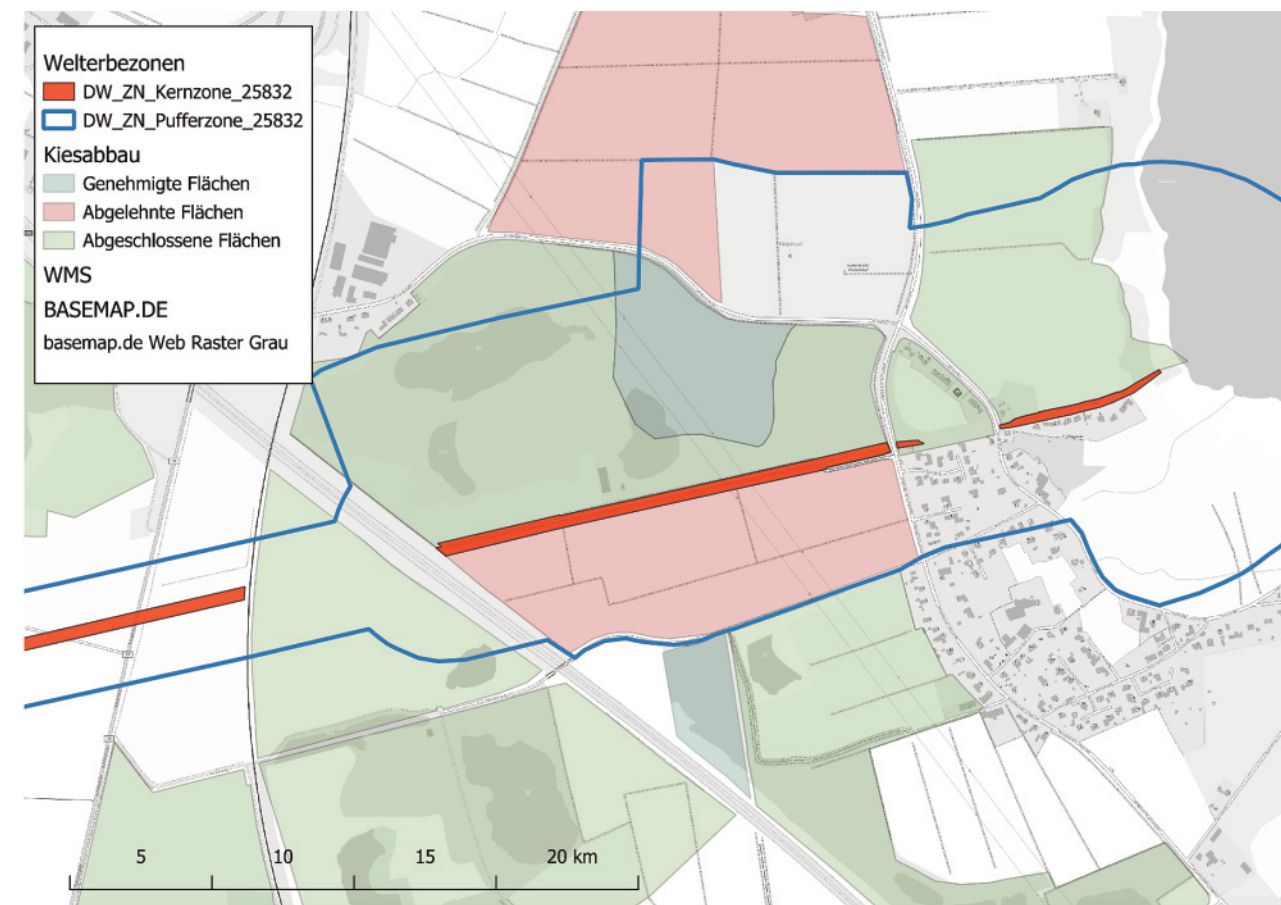 Welterbezonen
DW_ZN_Kernzone_25832
DW_ZN_Pufferzone_25832
Kiesabbau
Genehmigte Flächen
Abgelehnte Flächen
Abgeschlossene Flächen
WMS
BASEMAP.DE
basemap.de Web Raster Grau
5 10 15 20 km